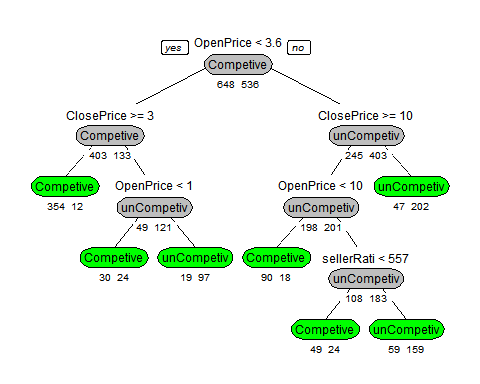 yes OpenPrice < 3.6 no
Competive
648 536
ClosePrice >= 3 ClosePrice >= 10
Competive unCompetiv
403 133 245 403
OpenPrice < 1 OpenPrice < 10
Competive unCompetiv unCompetiv unCompetiv
354 12 49 121 198 201 47 202
sellerRati < 557
Competive unCompetiv Competive unCompetiv
30 24 19 97 90 18 108 183
Competive unCompetiv
49 24 59 159